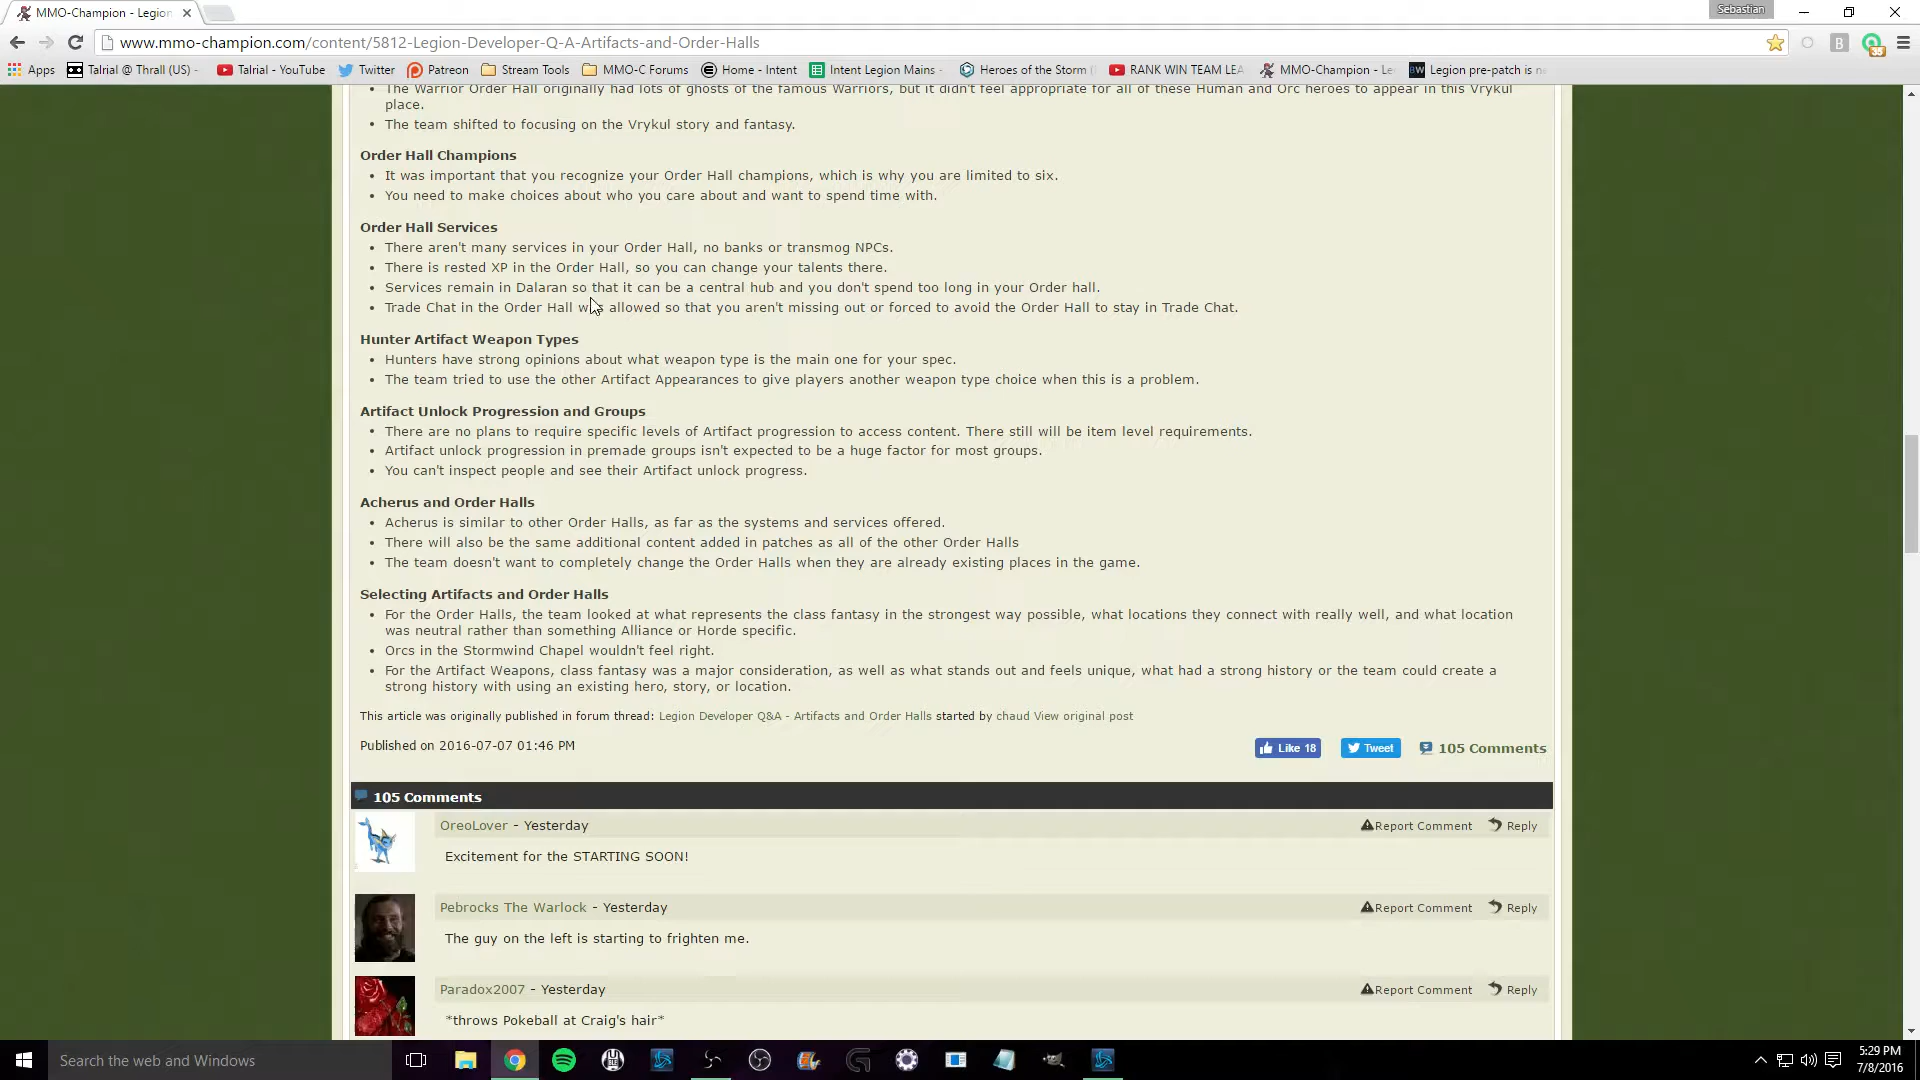 MMO-Champion - Legion
Sebastian
www.mmo-champion.com/content/5812-Legion-Developer-Q-A-Artifacts-and-Order-Halls
Apps Talrial @ Thrall (US) - Talrial - YouTube Twitter Patreon Stream Tools MMO-C Forums Home - Intent Intent Legion Mains - Heroes of the Storm RANK WIN TEAM LEA MMO-Champion - Le Legion pre-patch is n
The Warrior Order Hall originally had lots of ghosts of the famous Warriors, but it didn't feel appropriate for all of these Human and Orc heroes to appear in this Vrykul
place.
• The team shifted to focusing on the Vrykul story and fantasy.
Order Hall Champions
• It was important that you recognize your Order Hall champions, which is why you are limited to six.
• You need to make choices about who you care about and want to spend time with.
Order Hall Services
• There aren't many services in your Order Hall, no banks or transmog NPCs.
• There is rested XP in the Order Hall, so you can change your talents there.
• Services remain in Dalaran so that it can be a central hub and you don't spend too long in your Order hall.
• Trade Chat in the Order Hall was allowed so that you aren't missing out or forced to avoid the Order Hall to stay in Trade Chat.
Hunter Artifact Weapon Types
• Hunters have strong opinions about what weapon type is the main one for your spec.
• The team tried to use the other Artifact Appearances to give players another weapon type choice when this is a problem.
Artifact Unlock Progression and Groups
• There are no plans to require specific levels of Artifact progression to access content. There still will be item level requirements.
• Artifact unlock progression in premade groups isn't expected to be a huge factor for most groups.
• You can't inspect people and see their Artifact unlock progress.
Acherus and Order Halls
• Acherus is similar to other Order Halls, as far as the systems and services offered.
• There will also be the same additional content added in patches as all of the other Order Halls
• The team doesn't want to completely change the Order Halls when they are already existing places in the game.
Selecting Artifacts and Order Halls
• For the Order Halls, the team looked at what represents the class fantasy in the strongest way possible, what locations they connect with really well, and what location
was neutral rather than something Alliance or Horde specific.
• Orcs in the Stormwind Chapel wouldn't feel right.
• For the Artifact Weapons, class fantasy was a major consideration, as well as what stands out and feels unique, what had a strong history or the team could create a
strong history with using an existing hero, story, or location.
This article was originally published in forum thread: Legion Developer Q&A - Artifacts and Order Halls started by chaud View original post
Published on 2016-07-07 01:46 PM
Like 18 Tweet 105 Comments
105 Comments
OreoLover - Yesterday Report Comment Reply
Excitement for the STARTING SOON!
Pebrocks The Warlock - Yesterday Report Comment Reply
The guy on the left is starting to frighten me.
Paradox2007 - Yesterday Report Comment Reply
*throws Pokeball at Craig's hair*
Search the web and Windows
5:29 PM
7/8/2016